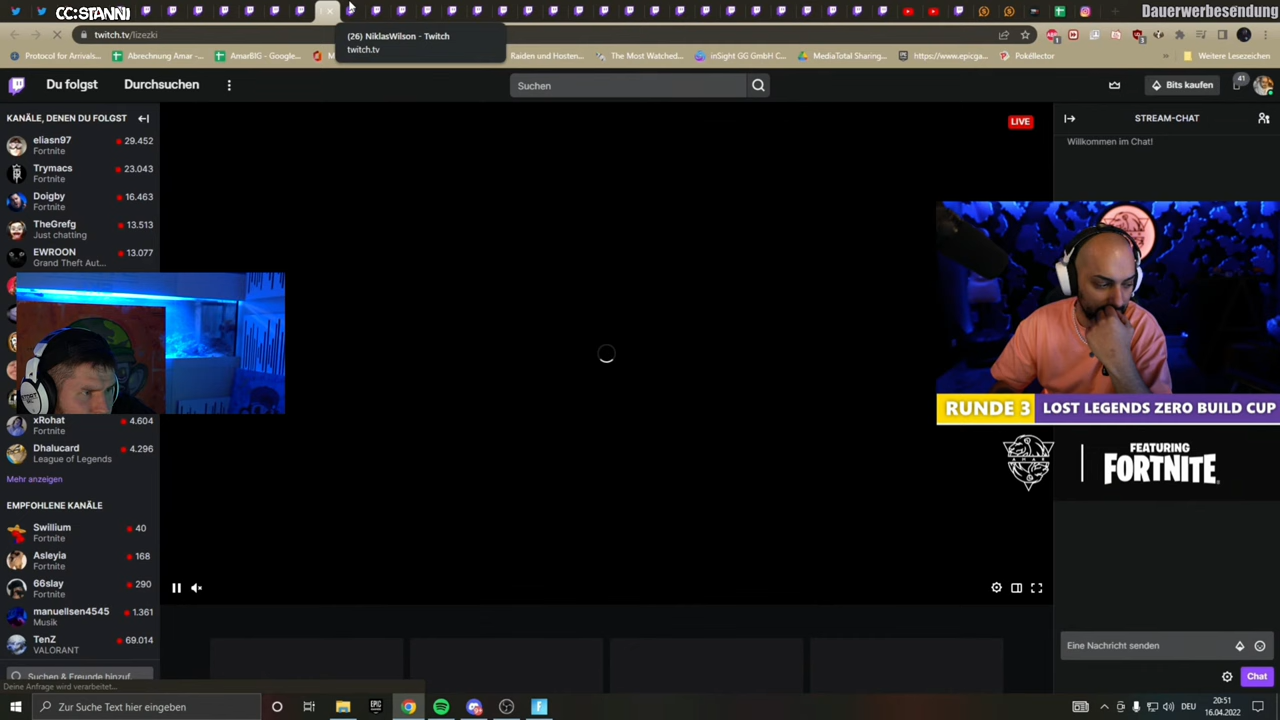 CC:STANNI
Dauerwerbesendung
twitch.tv/lizezki
(26) NiklasWilson - Twitch
twitch.tv
Protocol for Arrivals...
Abrechnung Amar -...
AmarBIG - Google...
Raiden und Hosten...
The Most Watched...
inSight GG GmbH C...
MediaTotal Sharing...
https://www.epicga...
Pokéllector
Weitere Lesezeichen
Du folgst
Durchsuchen
Suchen
Bits kaufen
41
KANÄLE, DENEN DU FOLGST
LIVE
STREAM-CHAT
Willkommen im Chat!
eliasn97
29.452
Fortnite
Trymacs
23.043
Fortnite
Doigby
16.463
Fortnite
TheGrefg
13.513
Just chatting
EWROON
13.077
Grand Theft Aut...
xRohat
4.604
Fortnite
Dhalucard
4.296
League of Legends
Mehr anzeigen
RUNDE 3
LOST LEGENDS ZERO BUILD CUP
AMAR
FEATURING
FORTNITE
EMPFOHLENE KANÄLE
Swillium
40
Fortnite
Asleyia
168
Fortnite
66slay
290
Fortnite
manuellsen4545
1.361
Musik
TenZ
69.014
VALORANT
Suchen & Freunde hinzuf.
Deine Anfrage wird verarbeitet...
Eine Nachricht senden
Chat
Zur Suche Text hier eingeben
DEU
20:51
16.04.2022